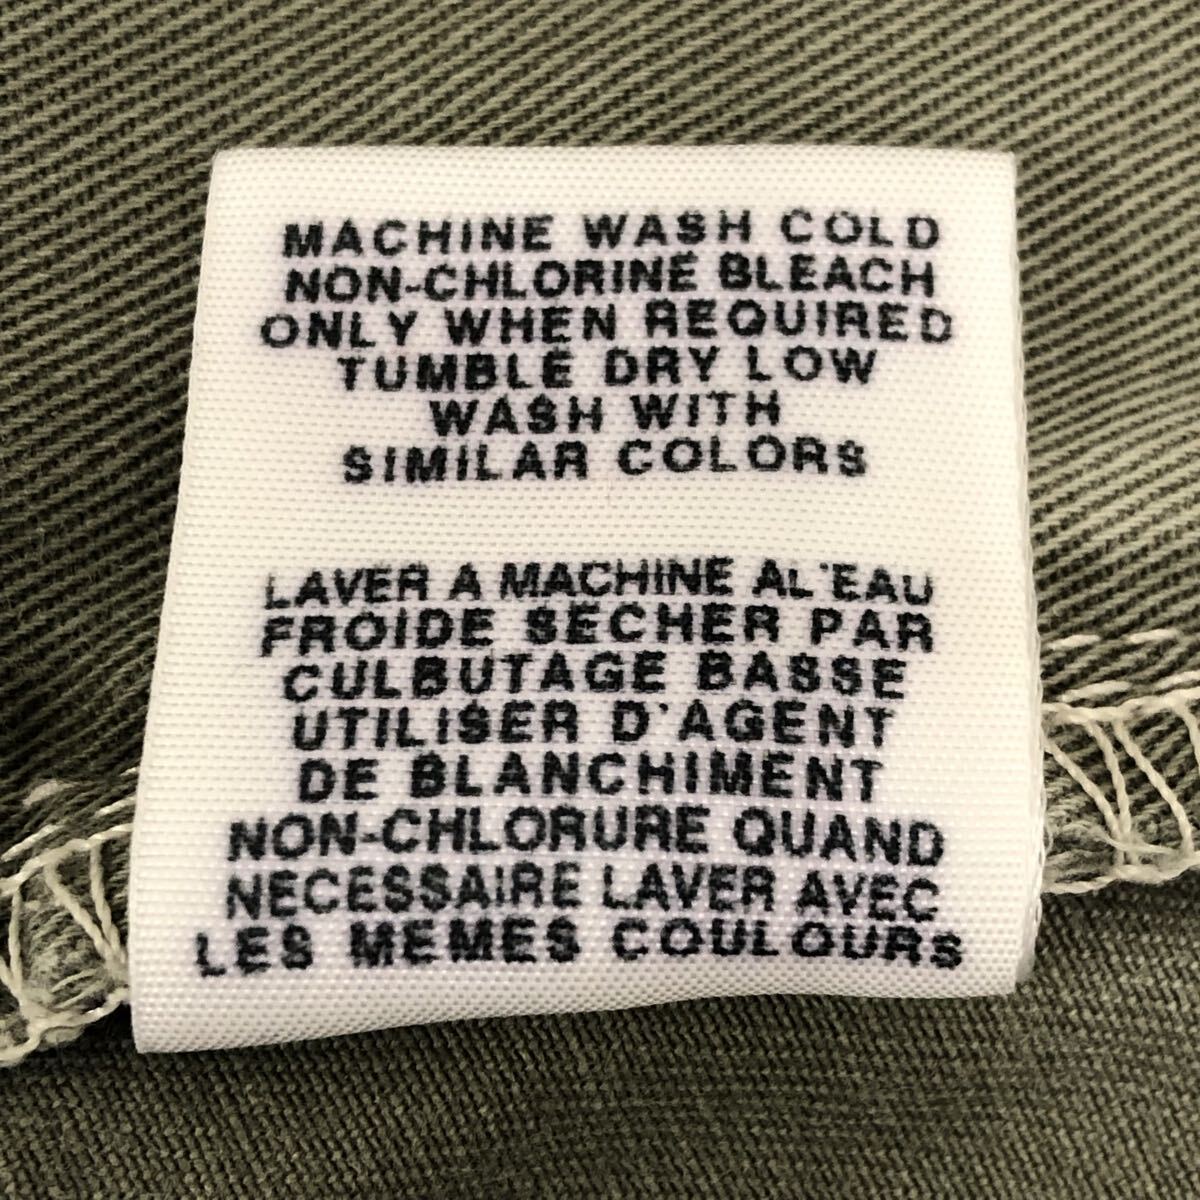 MACHINE WASH COLD
NON-CHLORINE BLEACH
ONLY WHEN REQUIRED
TUMBLE DRY LOW
WASH WITH
SIMILAR COLORS
LAVER A MACHINE AL'EAU
FROIDE SECHER PAR
CULBUTAGE BASSE
UTILISER D'AGENT
DE BLANCHIMENT
NON-CHLORURE QUAND
NECESSAIRE LAVER AVEC
LES MEMES COULOURS